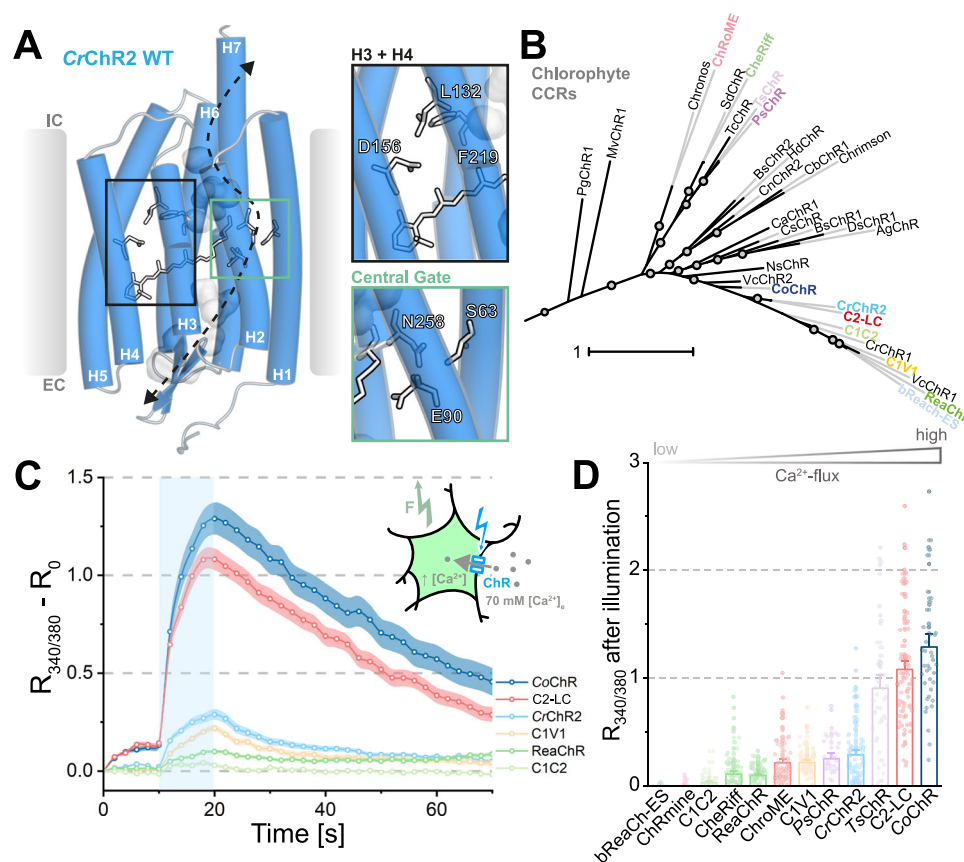 A
CrChR2 WT
H7
H6
IC
H3
H2
H4
H5
H1
EC
H3 + H4
L132
D156
F219
Central Gate
N258
S63
E90
B
Chlorophyte
CCRs
PgChR1
MvChR1
Chronos
ChRoME
SdChR
CheRiff
TcChR
TsChR
PsChR
BsChR2
HdChR
CnChR2
CbChR1
Chrimson
CaChR1
CsChR
BsChR1
DsChR1
AgChR
NsChR
VcChR2
CoChR
CrChR2
C2-LC
C1C2
CrChR1
C1V1
VcChR1
ReaChR
bReach-ES
1
C
R340/380 - R0
1.5
1.0
0.5
0.0
0
20
40
60
Time [s]
F
↑ [Ca²⁺]
ChR
70 mM [Ca²⁺]e
CoChR
C2-LC
CrChR2
C1V1
ReaChR
C1C2
D
low
high
Ca²⁺-flux
R340/380 after illumination
3
2
1
0
bReaCh-ES
ChRmine
C1C2
CheRiff
ReaChR
ChroME
C1V1
PsChR
CrChR2
TsChR
C2-LC
CoChR